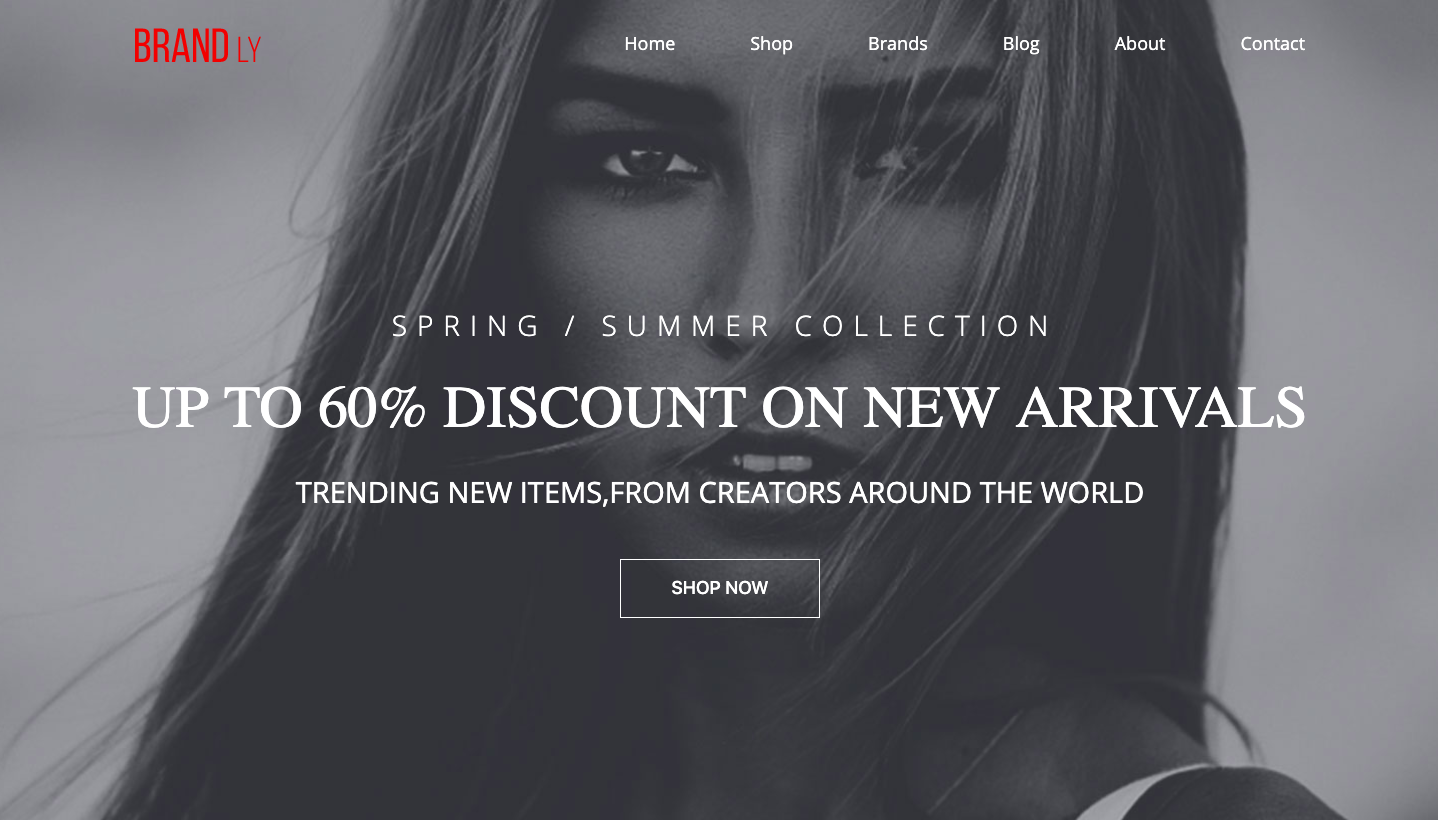 BRAND LY
Home Shop Brands Blog About Contact
SPRING / SUMMER COLLECTION
UP TO 60% DISCOUNT ON NEW ARRIVALS
TRENDING NEW ITEMS,FROM CREATORS AROUND THE WORLD
SHOP NOW